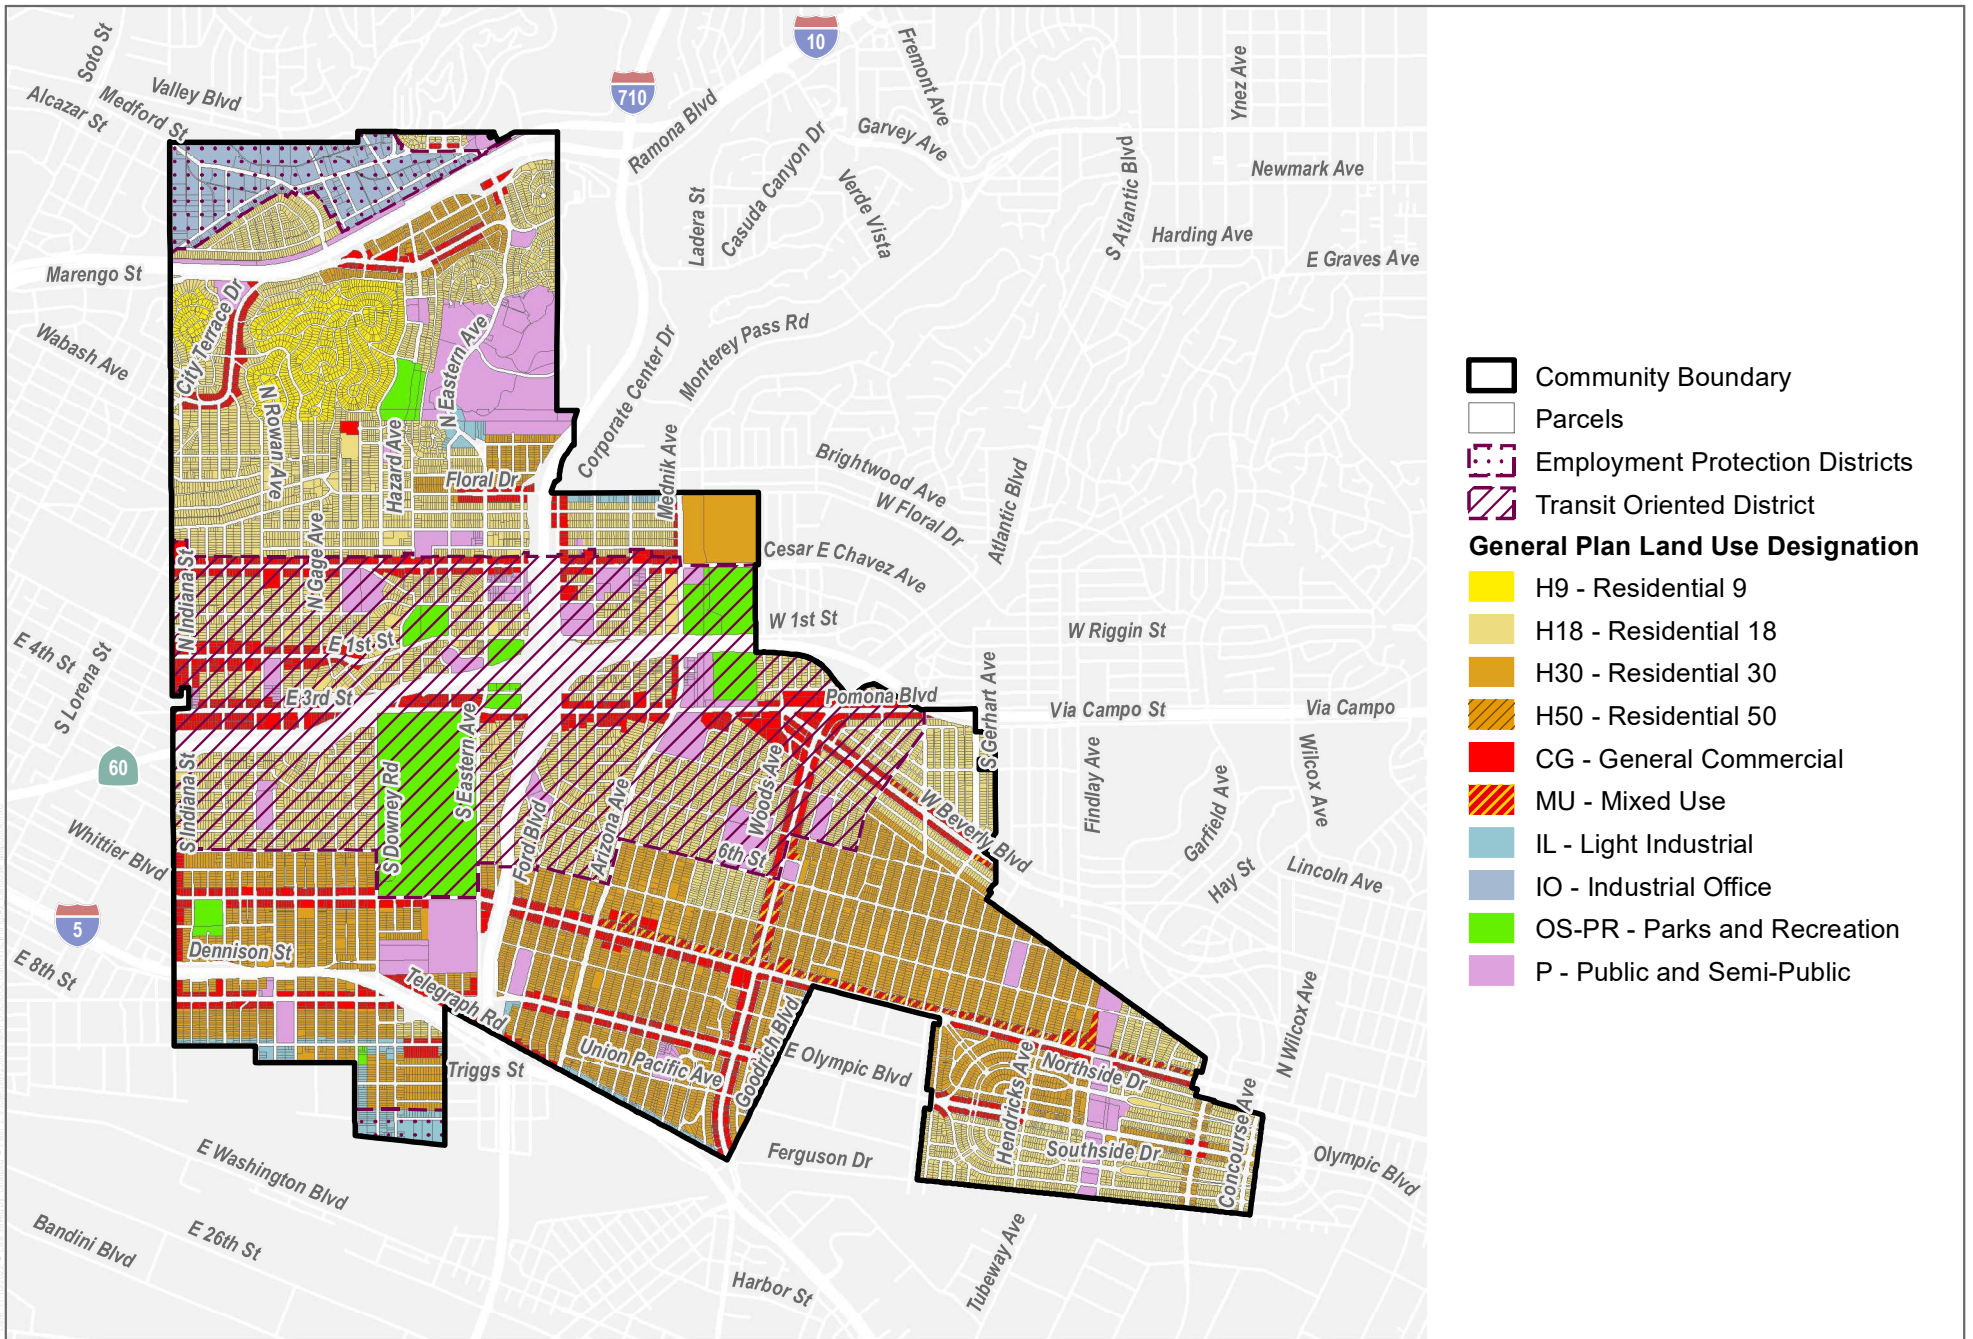 10
Soto St
Fremont Ave
Ynez Ave
710
Valley Blvd
Alcazar St
Medford St
Ramona Blvd
Garvey Ave
Casuda Canyon Dr
Verde Vista
Ladera St
S Atlantic Blvd
Newmark Ave
Harding Ave
E Graves Ave
Marengo St
City Terrace Dr
Wabash Ave
N Eastern Ave
Monterey Pass Rd
Corporate Center Dr
N Rowan Ave
Hazard Ave
Mednik Ave
Floral Dr
Brightwood Ave
W Floral Dr
Atlantic Blvd
Cesar E Chavez Ave
N Gage Ave
N Indiana St
E 1st St
W 1st St
W Riggin St
E 4th St
S Lorena St
E 3rd St
Pomona Blvd
S Gerhart Ave
Via Campo St
Via Campo
60
S Indiana St
S Downey Rd
S Eastern Ave
Ford Blvd
Arizona Ave
Woods Ave
6th St
W Beverly Blvd
Findlay Ave
Garfield Ave
Wilcox Ave
Hay St
Lincoln Ave
Whittier Blvd
5
E 8th St
Dennison St
Telegraph Rd
Triggs St
Union Pacific Ave
Goodrich Blvd
E Olympic Blvd
Hendricks Ave
Northside Dr
Southside Dr
Concourse Ave
N Wilcox Ave
Olympic Blvd
Ferguson Dr
E Washington Blvd
Bandini Blvd
E 26th St
Harbor St
Tubeway Ave
Community Boundary
Parcels
Employment Protection Districts
Transit Oriented District
General Plan Land Use Designation
H9 - Residential 9
H18 - Residential 18
H30 - Residential 30
H50 - Residential 50
CG - General Commercial
MU - Mixed Use
IL - Light Industrial
IO - Industrial Office
OS-PR - Parks and Recreation
P - Public and Semi-Public